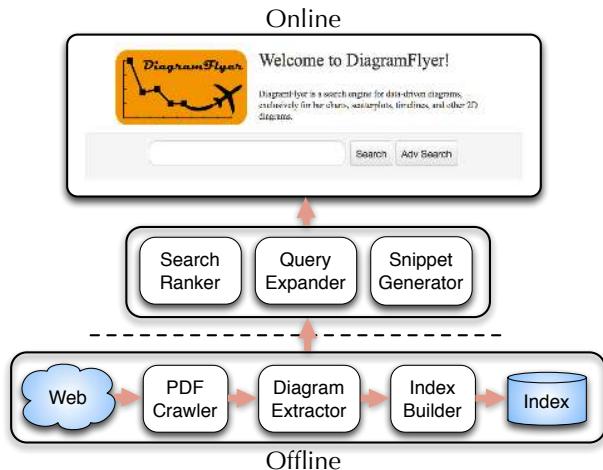 Online
DiagramFlyer
Welcome to DiagramFlyer!
DiagramFlyer is a search engine for data-driven diagrams,
exclusively for bar charts, scatterplots, timelines, and other 2D
diagrams.
Search
Adv Search
Search
Ranker
Query
Expander
Snippet
Generator
Web
PDF
Crawler
Diagram
Extractor
Index
Builder
Index
Offline